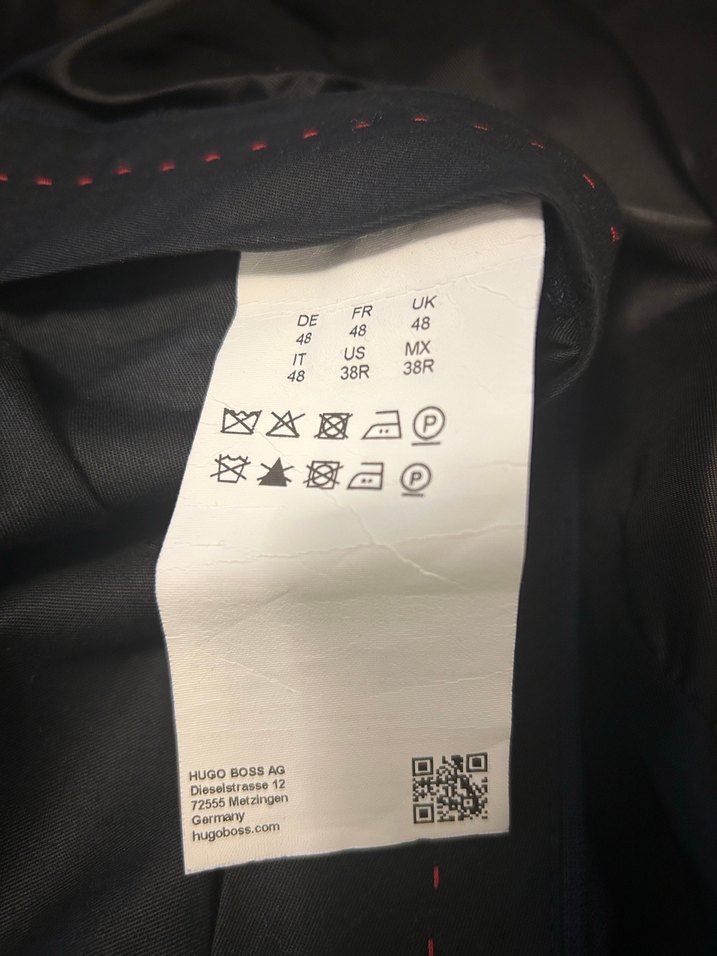 DE FR UK
48 48 48
IT US MX
48 38R 38R
P
P
HUGO BOSS AG
Dieselstrasse 12
72555 Metzingen
Germany
hugoboss.com